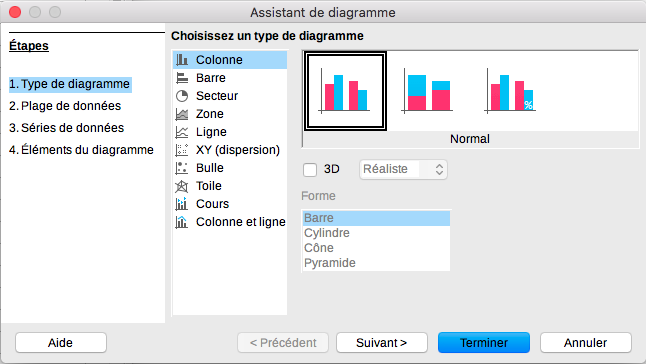 Assistant de diagramme
Étapes
1. Type de diagramme
2. Plage de données
3. Séries de données
4. Éléments du diagramme
Choisissez un type de diagramme
Colonne
Barre
Secteur
Zone
Ligne
XY (dispersion)
Bulle
Toile
Cours
Colonne et ligne
%
Normal
3D
Réaliste
Forme
Barre
Cylindre
Cône
Pyramide
Aide
< Précédent
Suivant >
Terminer
Annuler